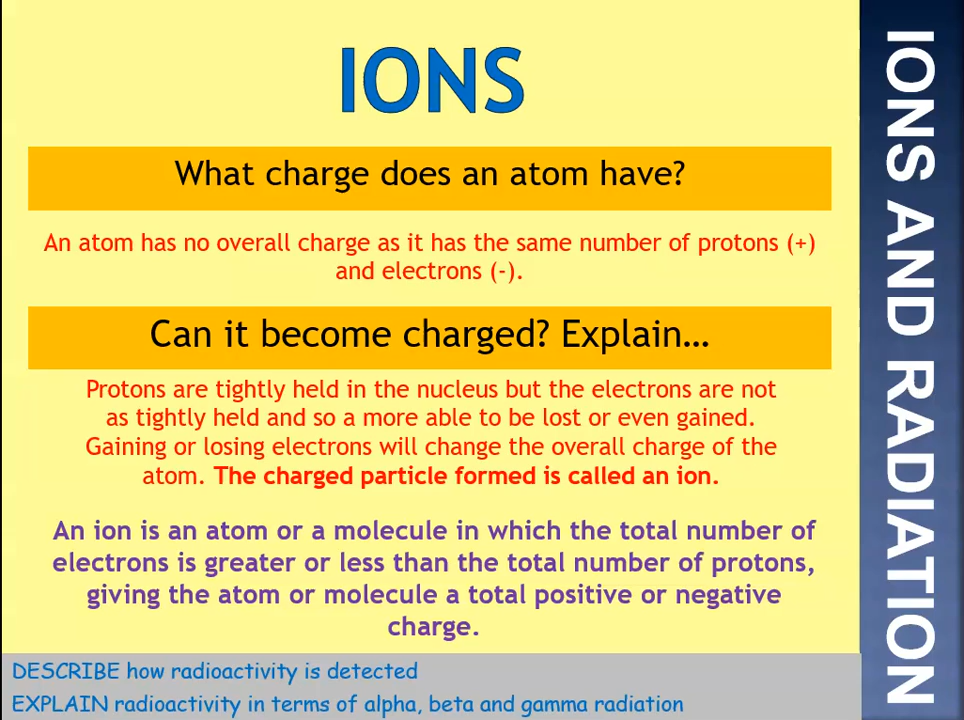 IONS
What charge does an atom have?
An atom has no overall charge as it has the same number of protons (+)
and electrons (-).
Can it become charged? Explain…
Protons are tightly held in the nucleus but the electrons are not
as tightly held and so a more able to be lost or even gained.
Gaining or losing electrons will change the overall charge of the
atom. The charged particle formed is called an ion.
An ion is an atom or a molecule in which the total number of
electrons is greater or less than the total number of protons,
giving the atom or molecule a total positive or negative
charge.
DESCRIBE how radioactivity is detected
EXPLAIN radioactivity in terms of alpha, beta and gamma radiation
IONS AND RADIATION